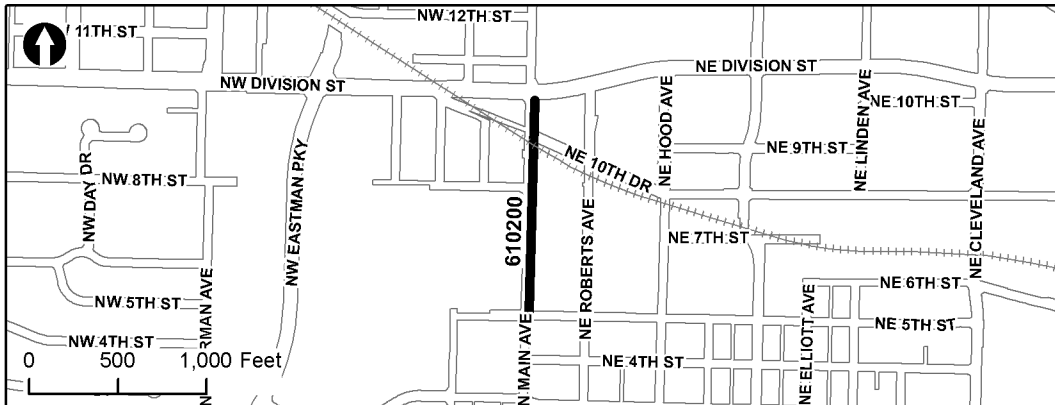 NW 12TH ST
11TH ST
NW DIVISION ST
NE DIVISION ST
NE HOOD AVE
NE LINDEN AVE
NE 10TH ST
NE CLEVELAND AVE
NE 9TH ST
NE 10TH DR
NW DAY DR
NW 8TH ST
NW EASTMAN PKY
610200
NE ROBERTS AVE
NE 7TH ST
NE 6TH ST
NW 5TH ST
RMAN AVE
N MAIN AVE
NE ELLIOTT AVE
NE 5TH ST
NW 4TH ST
NE 4TH ST
0 500 1,000 Feet
N